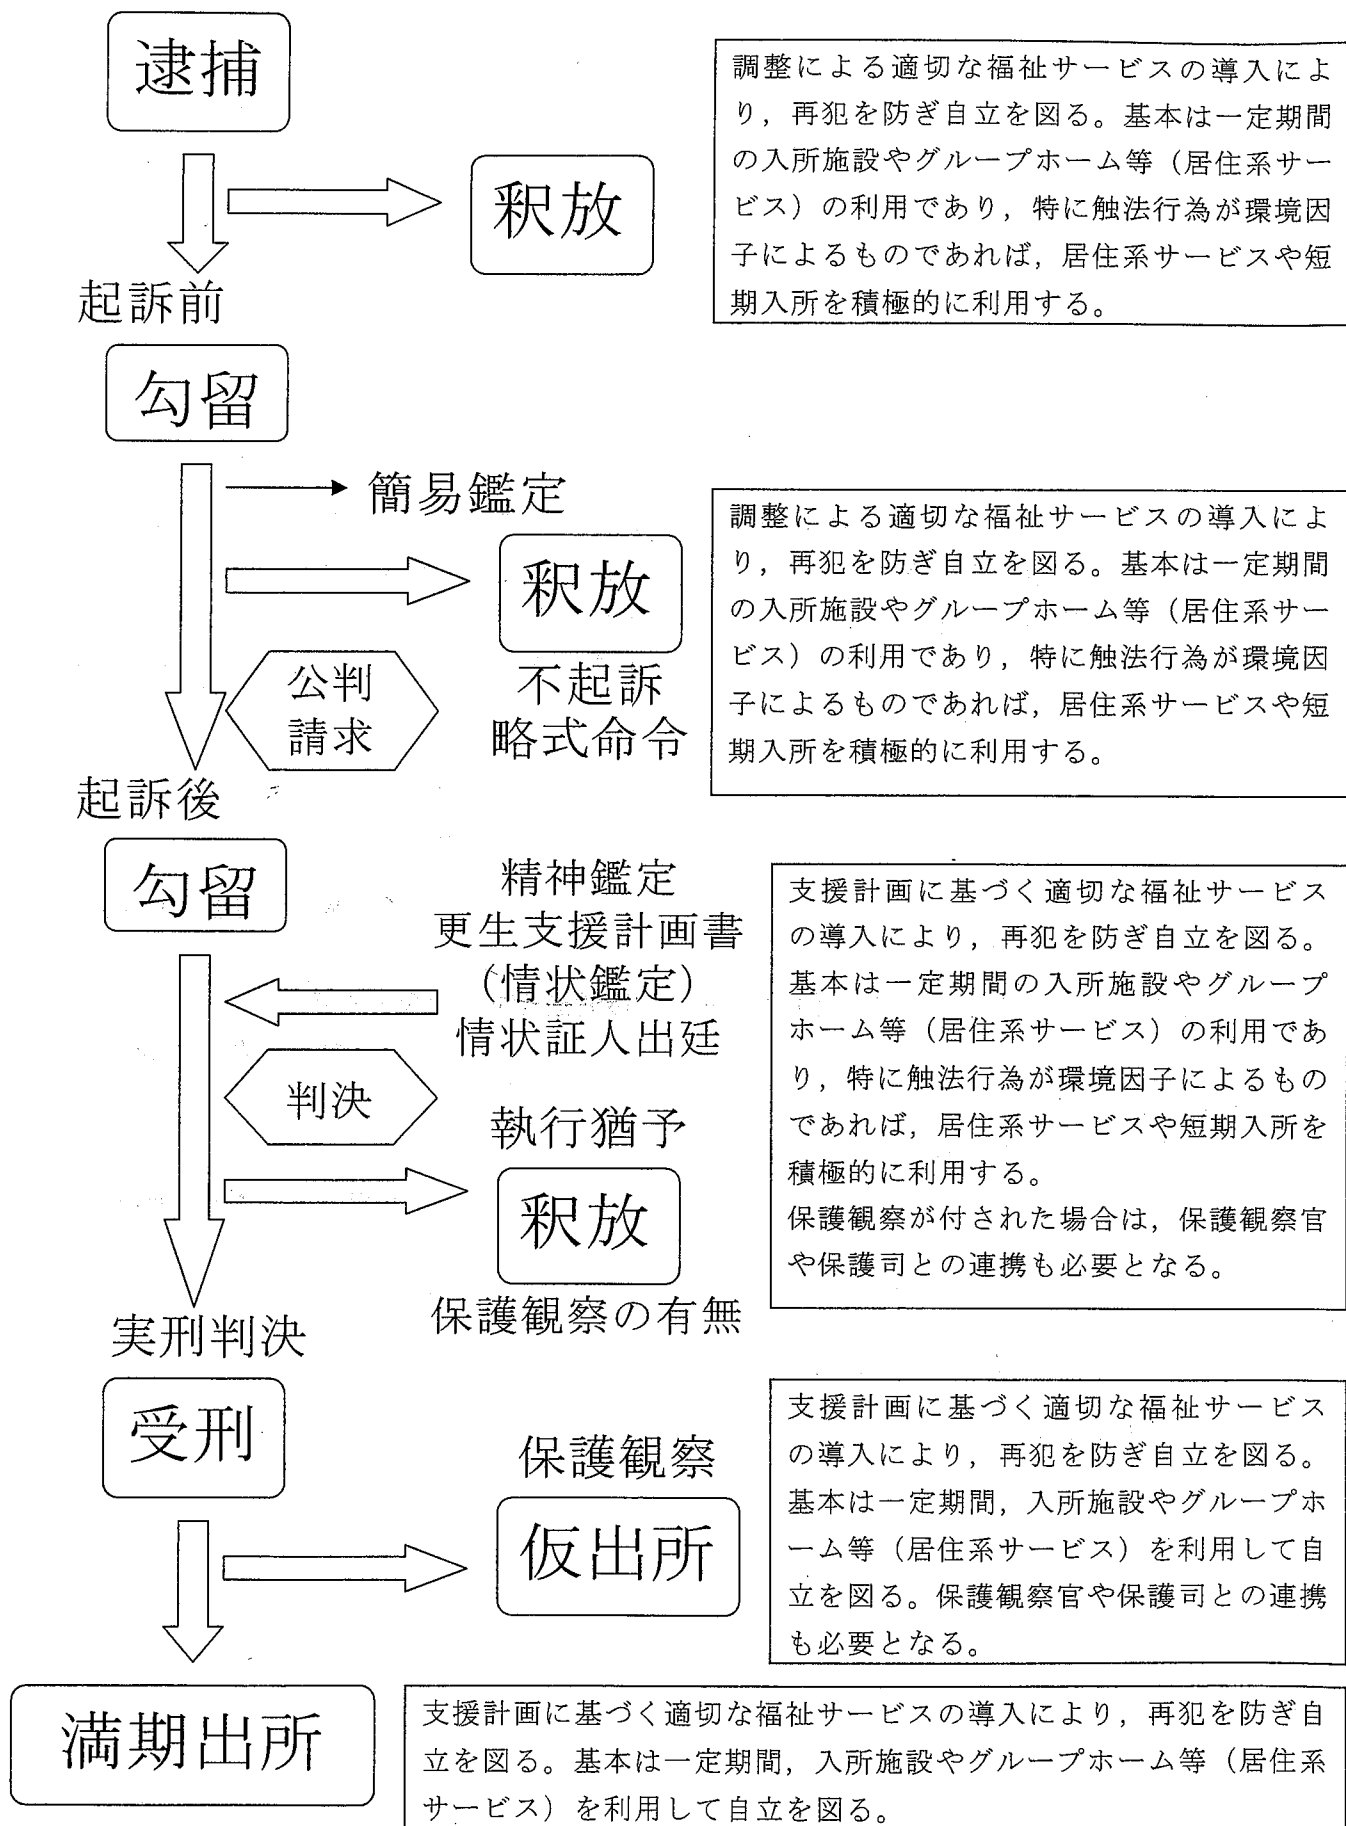 逮捕
調整による適切な福祉サービスの導入によ
り，再犯を防ぎ自立を図る。基本は一定期間
の入所施設やグループホーム等（居住系サー
ビス）の利用であり，特に触法行為が環境因
子によるものであれば，居住系サービスや短
期入所を積極的に利用する。
釈放
起訴前
勾留
簡易鑑定
釈放
不起訴
略式命令
調整による適切な福祉サービスの導入によ
り，再犯を防ぎ自立を図る。基本は一定期間
の入所施設やグループホーム等（居住系サー
ビス）の利用であり，特に触法行為が環境因
子によるものであれば，居住系サービスや短
期入所を積極的に利用する。
公判
請求
起訴後
勾留
精神鑑定
更生支援計画書
（情状鑑定）
情状証人出廷
判決
執行猶予
釈放
保護観察の有無
支援計画に基づく適切な福祉サービス
の導入により，再犯を防ぎ自立を図る。
基本は一定期間の入所施設やグループ
ホーム等（居住系サービス）の利用であ
り，特に触法行為が環境因子によるもの
であれば，居住系サービスや短期入所を
積極的に利用する。
保護観察が付された場合は，保護観察官
や保護司との連携も必要となる。
実刑判決
受刑
保護観察
仮出所
支援計画に基づく適切な福祉サービス
の導入により，再犯を防ぎ自立を図る。
基本は一定期間，入所施設やグループホ
ーム等（居住系サービス）を利用して自
立を図る。保護観察官や保護司との連携
も必要となる。
満期出所
支援計画に基づく適切な福祉サービスの導入により，再犯を防ぎ自
立を図る。基本は一定期間，入所施設やグループホーム等（居住系
サービス）を利用して自立を図る。